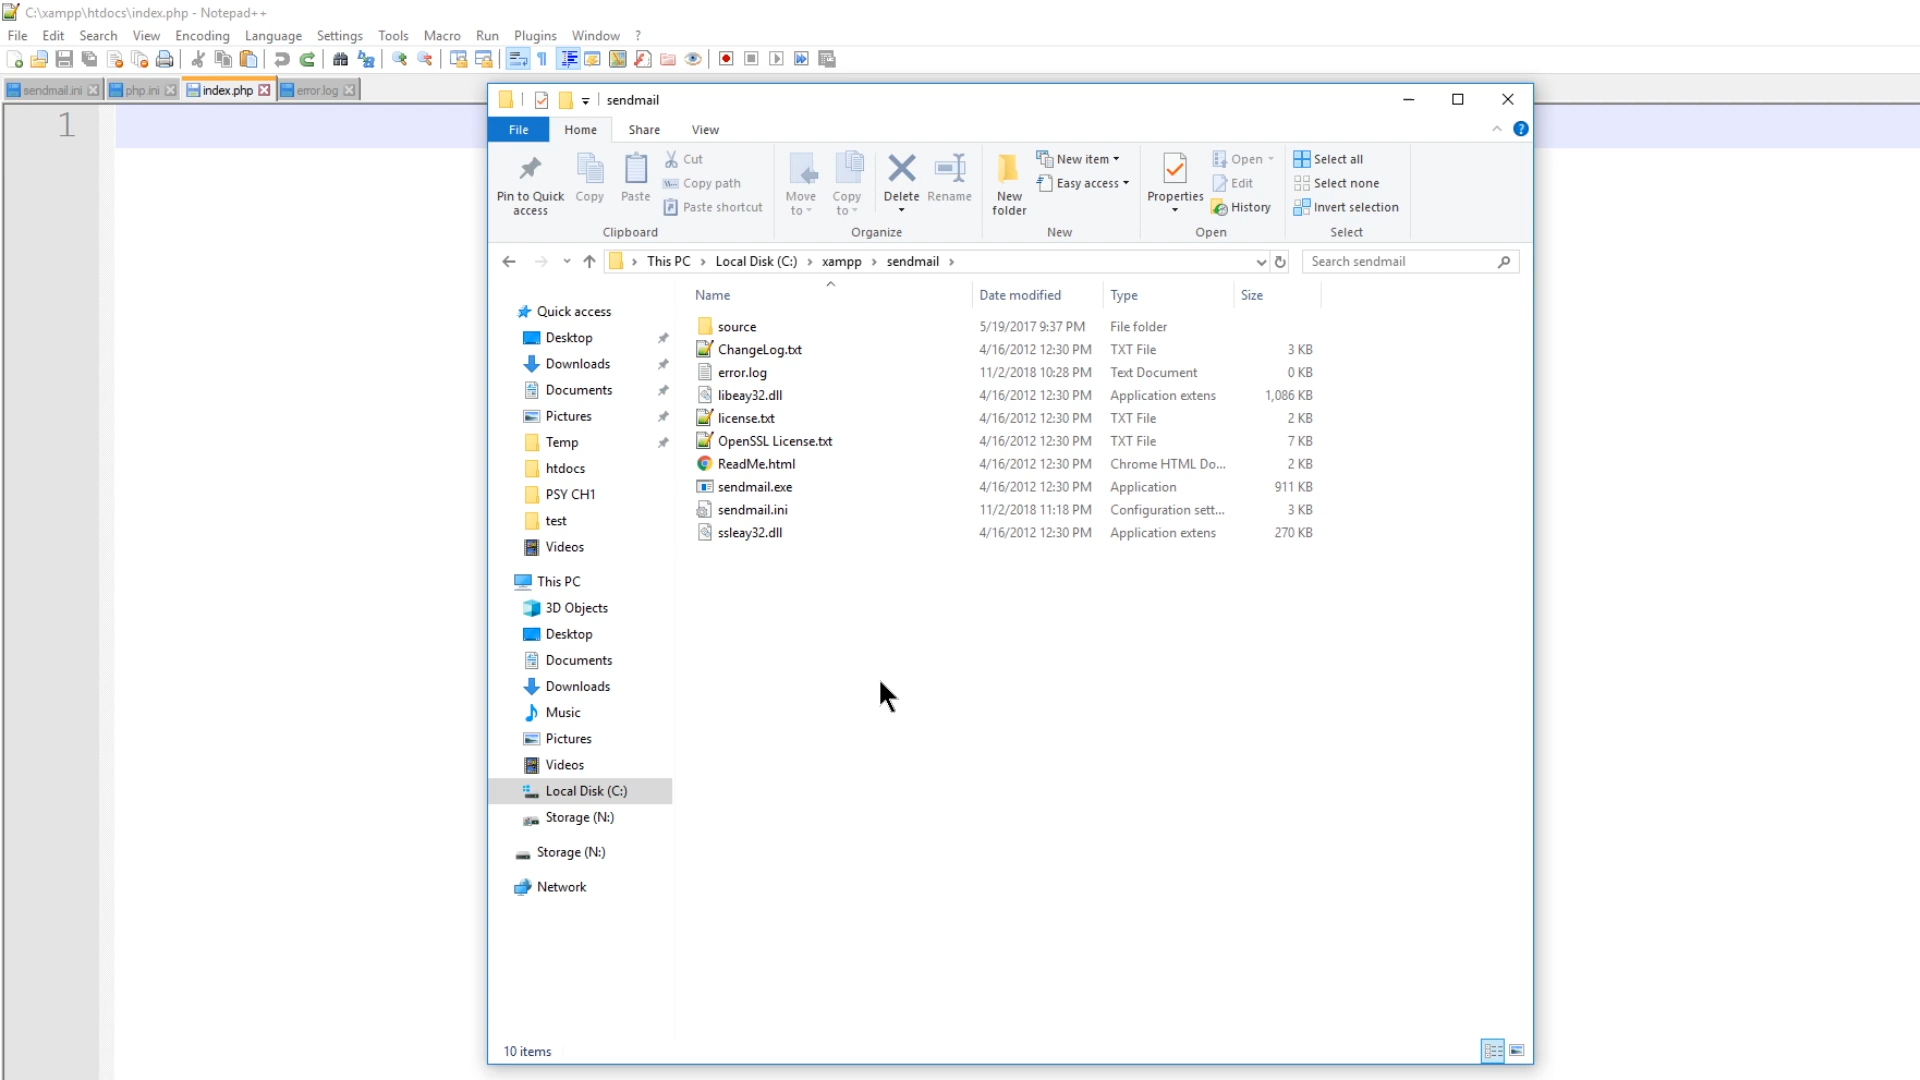 C:\xampp\htdocs\index.php - Notepad++
File Edit Search View Encoding Language Settings Tools Macro Run Plugins Window ?
sendmail.ini php.ini index.php error.log
1
sendmail
File Home Share View
Pin to Quick access
Copy
Paste
Cut
Copy path
Paste shortcut
Clipboard
Move to
Copy to
Delete
Rename
Organize
New folder
New item
Easy access
New
Properties
Open
Edit
History
Open
Select all
Select none
Invert selection
Select
This PC > Local Disk (C:) > xampp > sendmail >
Search sendmail
Name Date modified Type Size
source 5/19/2017 9:37 PM File folder
ChangeLog.txt 4/16/2012 12:30 PM TXT File 3 KB
error.log 11/2/2018 10:28 PM Text Document 0 KB
libeay32.dll 4/16/2012 12:30 PM Application extens 1,086 KB
license.txt 4/16/2012 12:30 PM TXT File 2 KB
OpenSSL License.txt 4/16/2012 12:30 PM TXT File 7 KB
ReadMe.html 4/16/2012 12:30 PM Chrome HTML Do... 2 KB
sendmail.exe 4/16/2012 12:30 PM Application 911 KB
sendmail.ini 11/2/2018 11:18 PM Configuration sett... 3 KB
ssleay32.dll 4/16/2012 12:30 PM Application extens 270 KB
Quick access
Desktop
Downloads
Documents
Pictures
Temp
htdocs
PSY CH1
test
Videos
This PC
3D Objects
Desktop
Documents
Downloads
Music
Pictures
Videos
Local Disk (C:)
Storage (N:)
Storage (N:)
Network
10 items